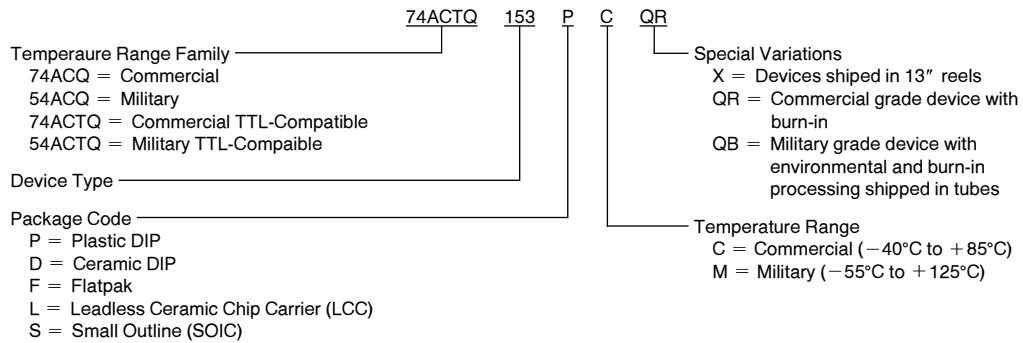 74ACTQ 153 P C QR
Temperaure Range Family
74ACQ = Commercial
54ACQ = Military
74ACTQ = Commercial TTL-Compatible
54ACTQ = Military TTL-Compaible
Device Type
Package Code
P = Plastic DIP
D = Ceramic DIP
F = Flatpak
L = Leadless Ceramic Chip Carrier (LCC)
S = Small Outline (SOIC)
Special Variations
X = Devices shiped in 13″ reels
QR = Commercial grade device with
burn-in
QB = Military grade device with
environmental and burn-in
processing shipped in tubes
Temperature Range
C = Commercial (−40°C to +85°C)
M = Military (−55°C to +125°C)